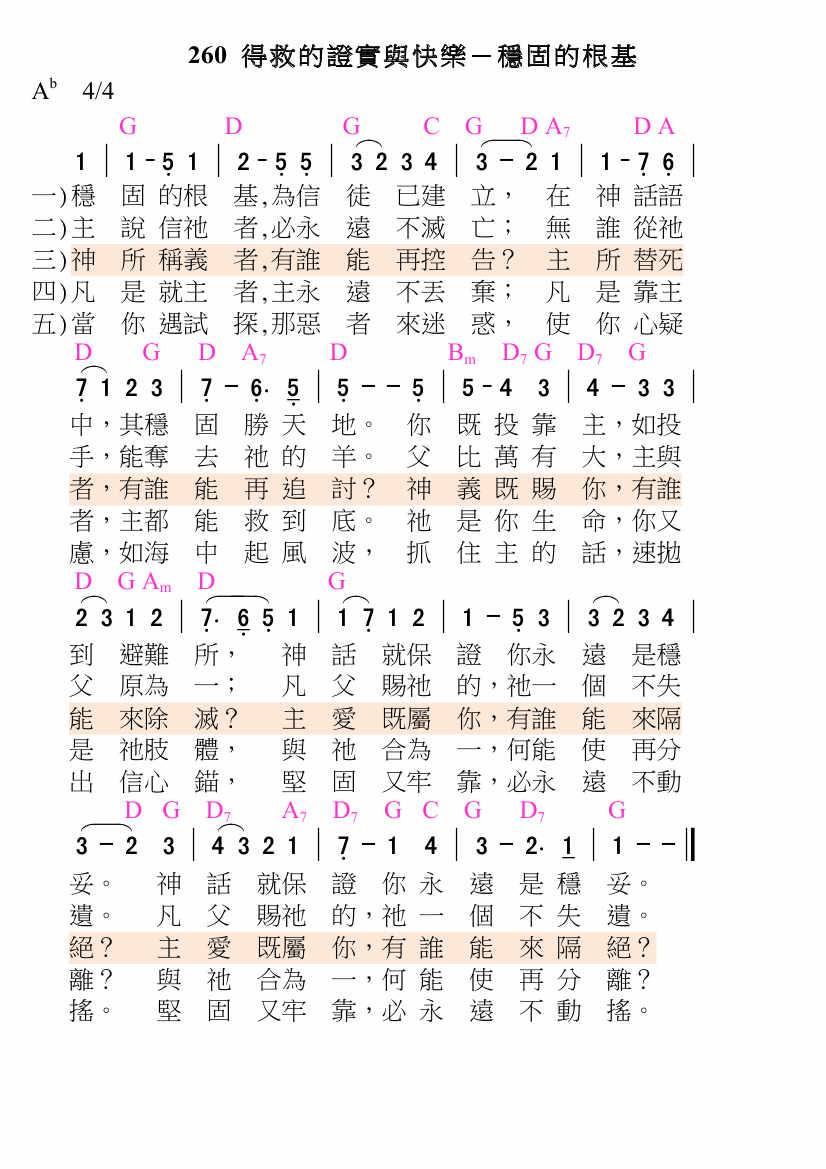 260 得救的證實與快樂－穩固的根基
Ab 4/4
G D G C G D A7 D A
1 | 1 - 5 1 | 2 - 5 5 | 3 2 3 4 | 3 - 2 1 | 1 - 7 6 |
一)穩 固 的根 基,為信 徒 已建 立， 在 神 話語
二)主 說 信祂 者,必永 遠 不滅 亡； 無 誰 從祂
三)神 所 稱義 者,有誰 能 再控 告？ 主 所 替死
四)凡 是 就主 者,主永 遠 不丟 棄； 凡 是 靠主
五)當 你 遇試 探,那惡 者 來迷 惑， 使 你 心疑
D G D A7 D Bm D7 G D7 G
7 1 2 3 | 7 - 6. 5 | 5 - - 5 | 5 - 4 3 | 4 - 3 3 |
中，其穩 固 勝 天 地。 你 既 投 靠 主，如投
手，能奪 去 祂 的 羊。 父 比 萬 有 大，主與
者，有誰 能 再 追 討？ 神 義 既 賜 你，有誰
者，主都 能 救 到 底。 祂 是 你 生 命，你又
慮，如海 中 起 風 波， 抓 住 主 的 話，速拋
D G Am D G
2 3 1 2 | 7. 6 5 1 | 1 7 1 2 | 1 - 5 3 | 3 2 3 4 |
到 避難 所， 神 話 就保 證 你永 遠 是穩
父 原為 一； 凡 父 賜祂 的，祂一 個 不失
能 來除 滅？ 主 愛 既屬 你，有誰 能 來隔
是 祂肢 體， 與 祂 合為 一，何能 使 再分
出 信心 錨， 堅 固 又牢 靠，必永 遠 不動
D G D7 A7 D7 G C G D7 G
3 - 2 3 | 4 3 2 1 | 7 - 1 4 | 3 - 2. 1 | 1 - - ‖
妥。 神 話 就保 證 你 永 遠 是 穩 妥。
遺。 凡 父 賜祂 的，祂 一 個 不 失 遺。
絕？ 主 愛 既屬 你，有 誰 能 來 隔 絕？
離？ 與 祂 合為 一，何 能 使 再 分 離？
搖。 堅 固 又牢 靠，必 永 遠 不 動 搖。